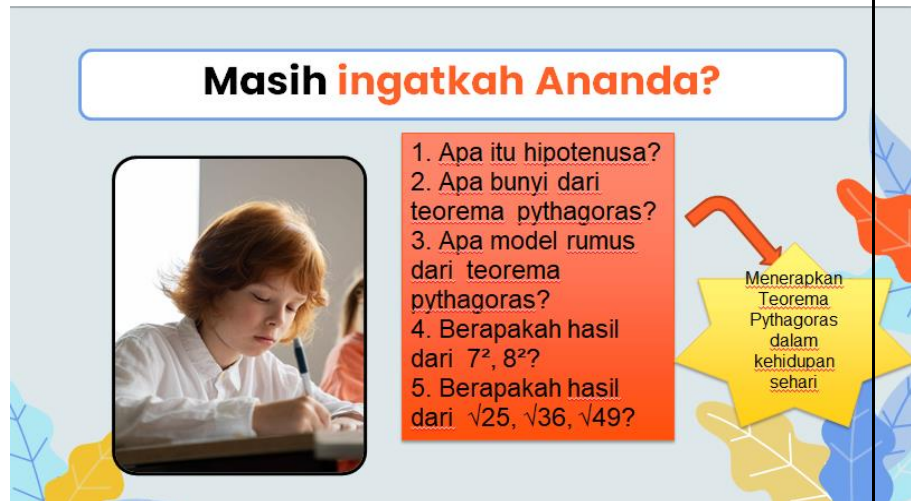 Masih ingatkah Ananda?
1. Apa itu hipotenusa?
2. Apa bunyi dari
teorema pythagoras?
3. Apa model rumus
dari teorema
pythagoras?
4. Berapakah hasil
dari 7², 8²?
5. Berapakah hasil
dari √25, √36, √49?
Menerapkan
Teorema
Pythagoras
dalam
kehidupan
sehari